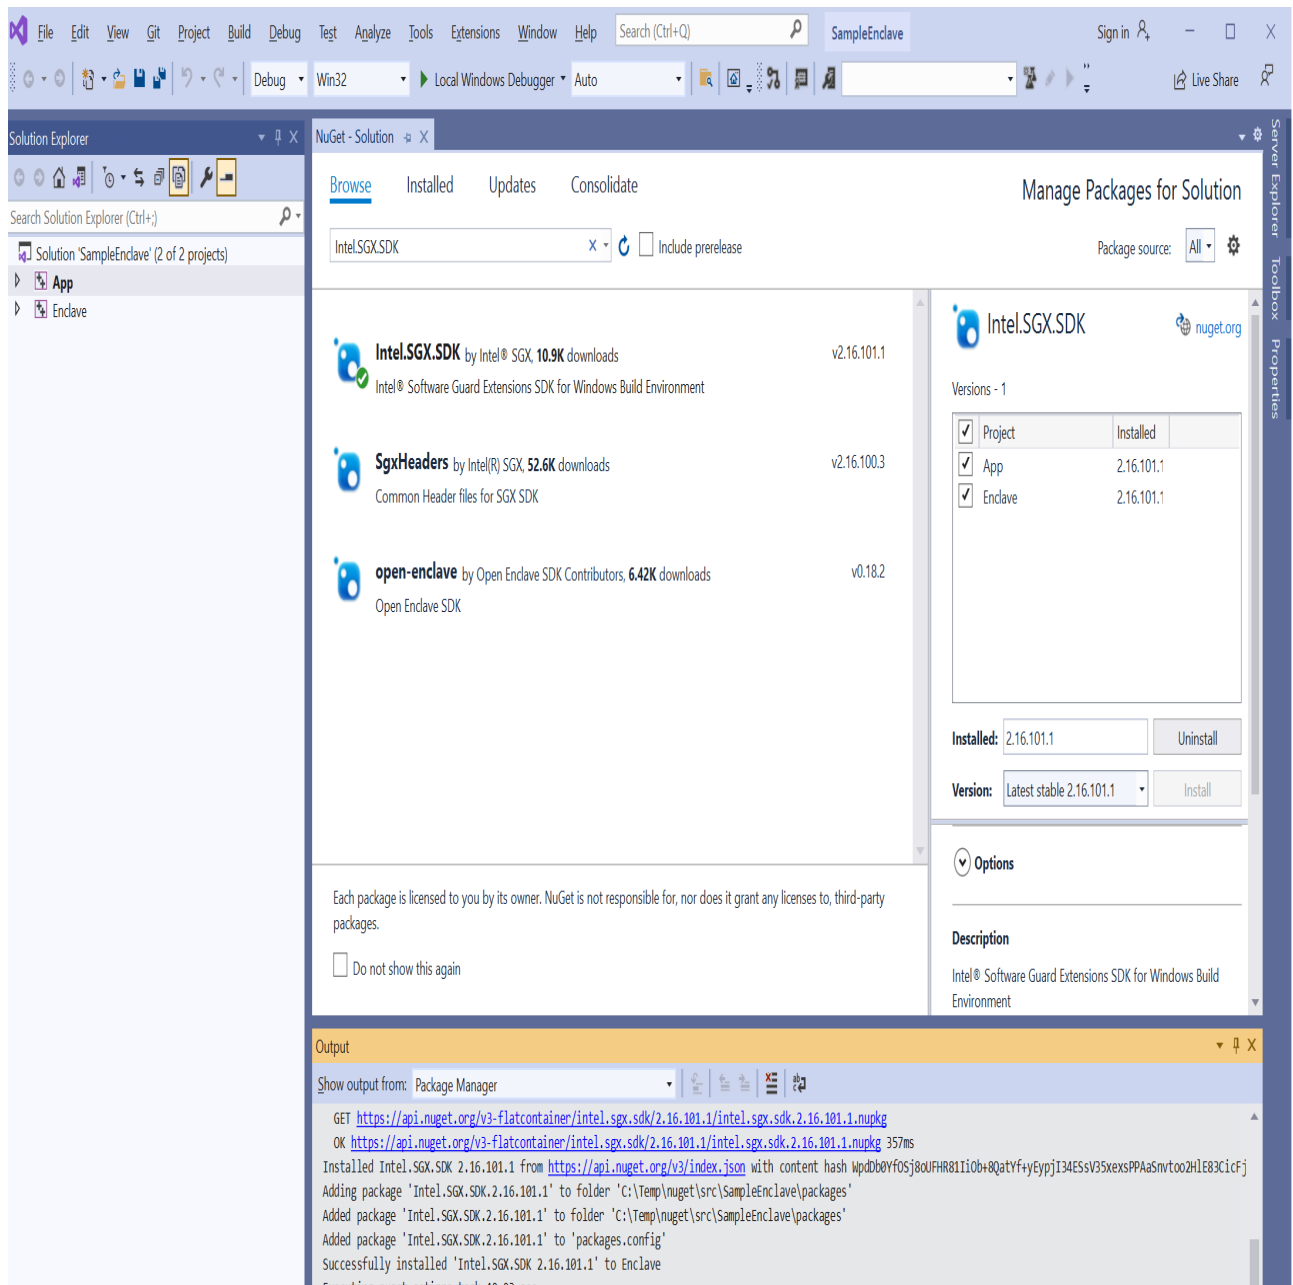 File Edit View Git Project Build Debug Test Analyze Tools Extensions Window Help Search (Ctrl+Q) SampleEnclave Sign in
Debug Win32 Local Windows Debugger Auto Live Share
Solution Explorer
Search Solution Explorer (Ctrl+;)
Solution 'SampleEnclave' (2 of 2 projects)
App
Enclave
NuGet - Solution
Browse Installed Updates Consolidate
Manage Packages for Solution
Intel.SGX.SDK
Include prerelease
Package source: All
Intel.SGX.SDK by Intel® SGX, 10.9K downloads v2.16.101.1
Intel® Software Guard Extensions SDK for Windows Build Environment
SgxHeaders by Intel(R) SGX, 52.6K downloads v2.16.100.3
Common Header files for SGX SDK
open-enclave by Open Enclave SDK Contributors, 6.42K downloads v0.18.2
Open Enclave SDK
Each package is licensed to you by its owner. NuGet is not responsible for, nor does it grant any licenses to, third-party
packages.
Do not show this again
Intel.SGX.SDK nuget.org
Versions - 1
Project Installed
App 2.16.101.1
Enclave 2.16.101.1
Installed: 2.16.101.1 Uninstall
Version: Latest stable 2.16.101.1 Install
Options
Description
Intel® Software Guard Extensions SDK for Windows Build
Environment
Server Explorer
Toolbox
Properties
Output
Show output from: Package Manager
GET https://api.nuget.org/v3-flatcontainer/intel.sgx.sdk/2.16.101.1/intel.sgx.sdk.2.16.101.1.nupkg
OK https://api.nuget.org/v3-flatcontainer/intel.sgx.sdk/2.16.101.1/intel.sgx.sdk.2.16.101.1.nupkg 357ms
Installed Intel.SGX.SDK 2.16.101.1 from https://api.nuget.org/v3/index.json with content hash
Adding package 'Intel.SGX.SDK.2.16.101.1' to folder 'C:\Temp\nuget\src\SampleEnclave\packages'
Added package 'Intel.SGX.SDK.2.16.101.1' to folder 'C:\Temp\nuget\src\SampleEnclave\packages'
Added package 'Intel.SGX.SDK.2.16.101.1' to 'packages.config'
Successfully installed 'Intel.SGX.SDK 2.16.101.1' to Enclave